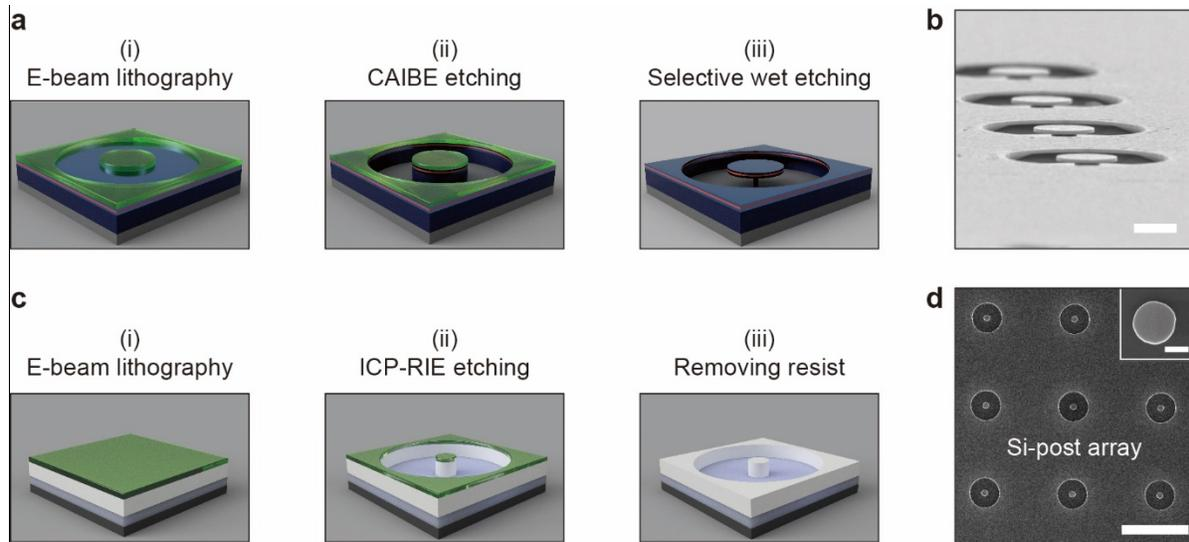 a
(i)
E-beam lithography
(ii)
CAIBE etching
(iii)
Selective wet etching
b
c
(i)
E-beam lithography
(ii)
ICP-RIE etching
(iii)
Removing resist
d
Si-post array